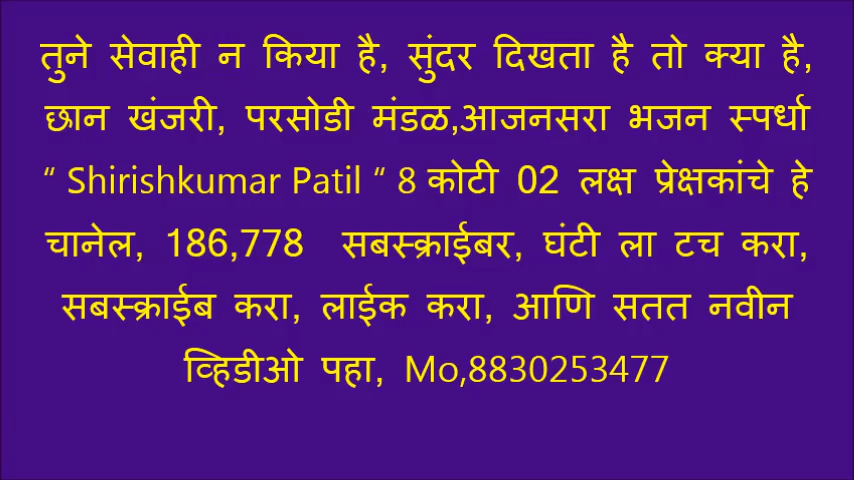 तुने सेवाही न किया है, सुंदर दिखता है तो क्या है,
छान खंजरी, परसोडी मंडळ,आजनसरा भजन स्पर्धा
“ Shirishkumar Patil “ 8 कोटी 02 लक्ष प्रेक्षकांचे हे
चानेल, 186,778 सबस्क्राईबर, घंटी ला टच करा,
सबस्क्राईब करा, लाईक करा, आणि सतत नवीन
व्हिडीओ पहा, Mo,8830253477